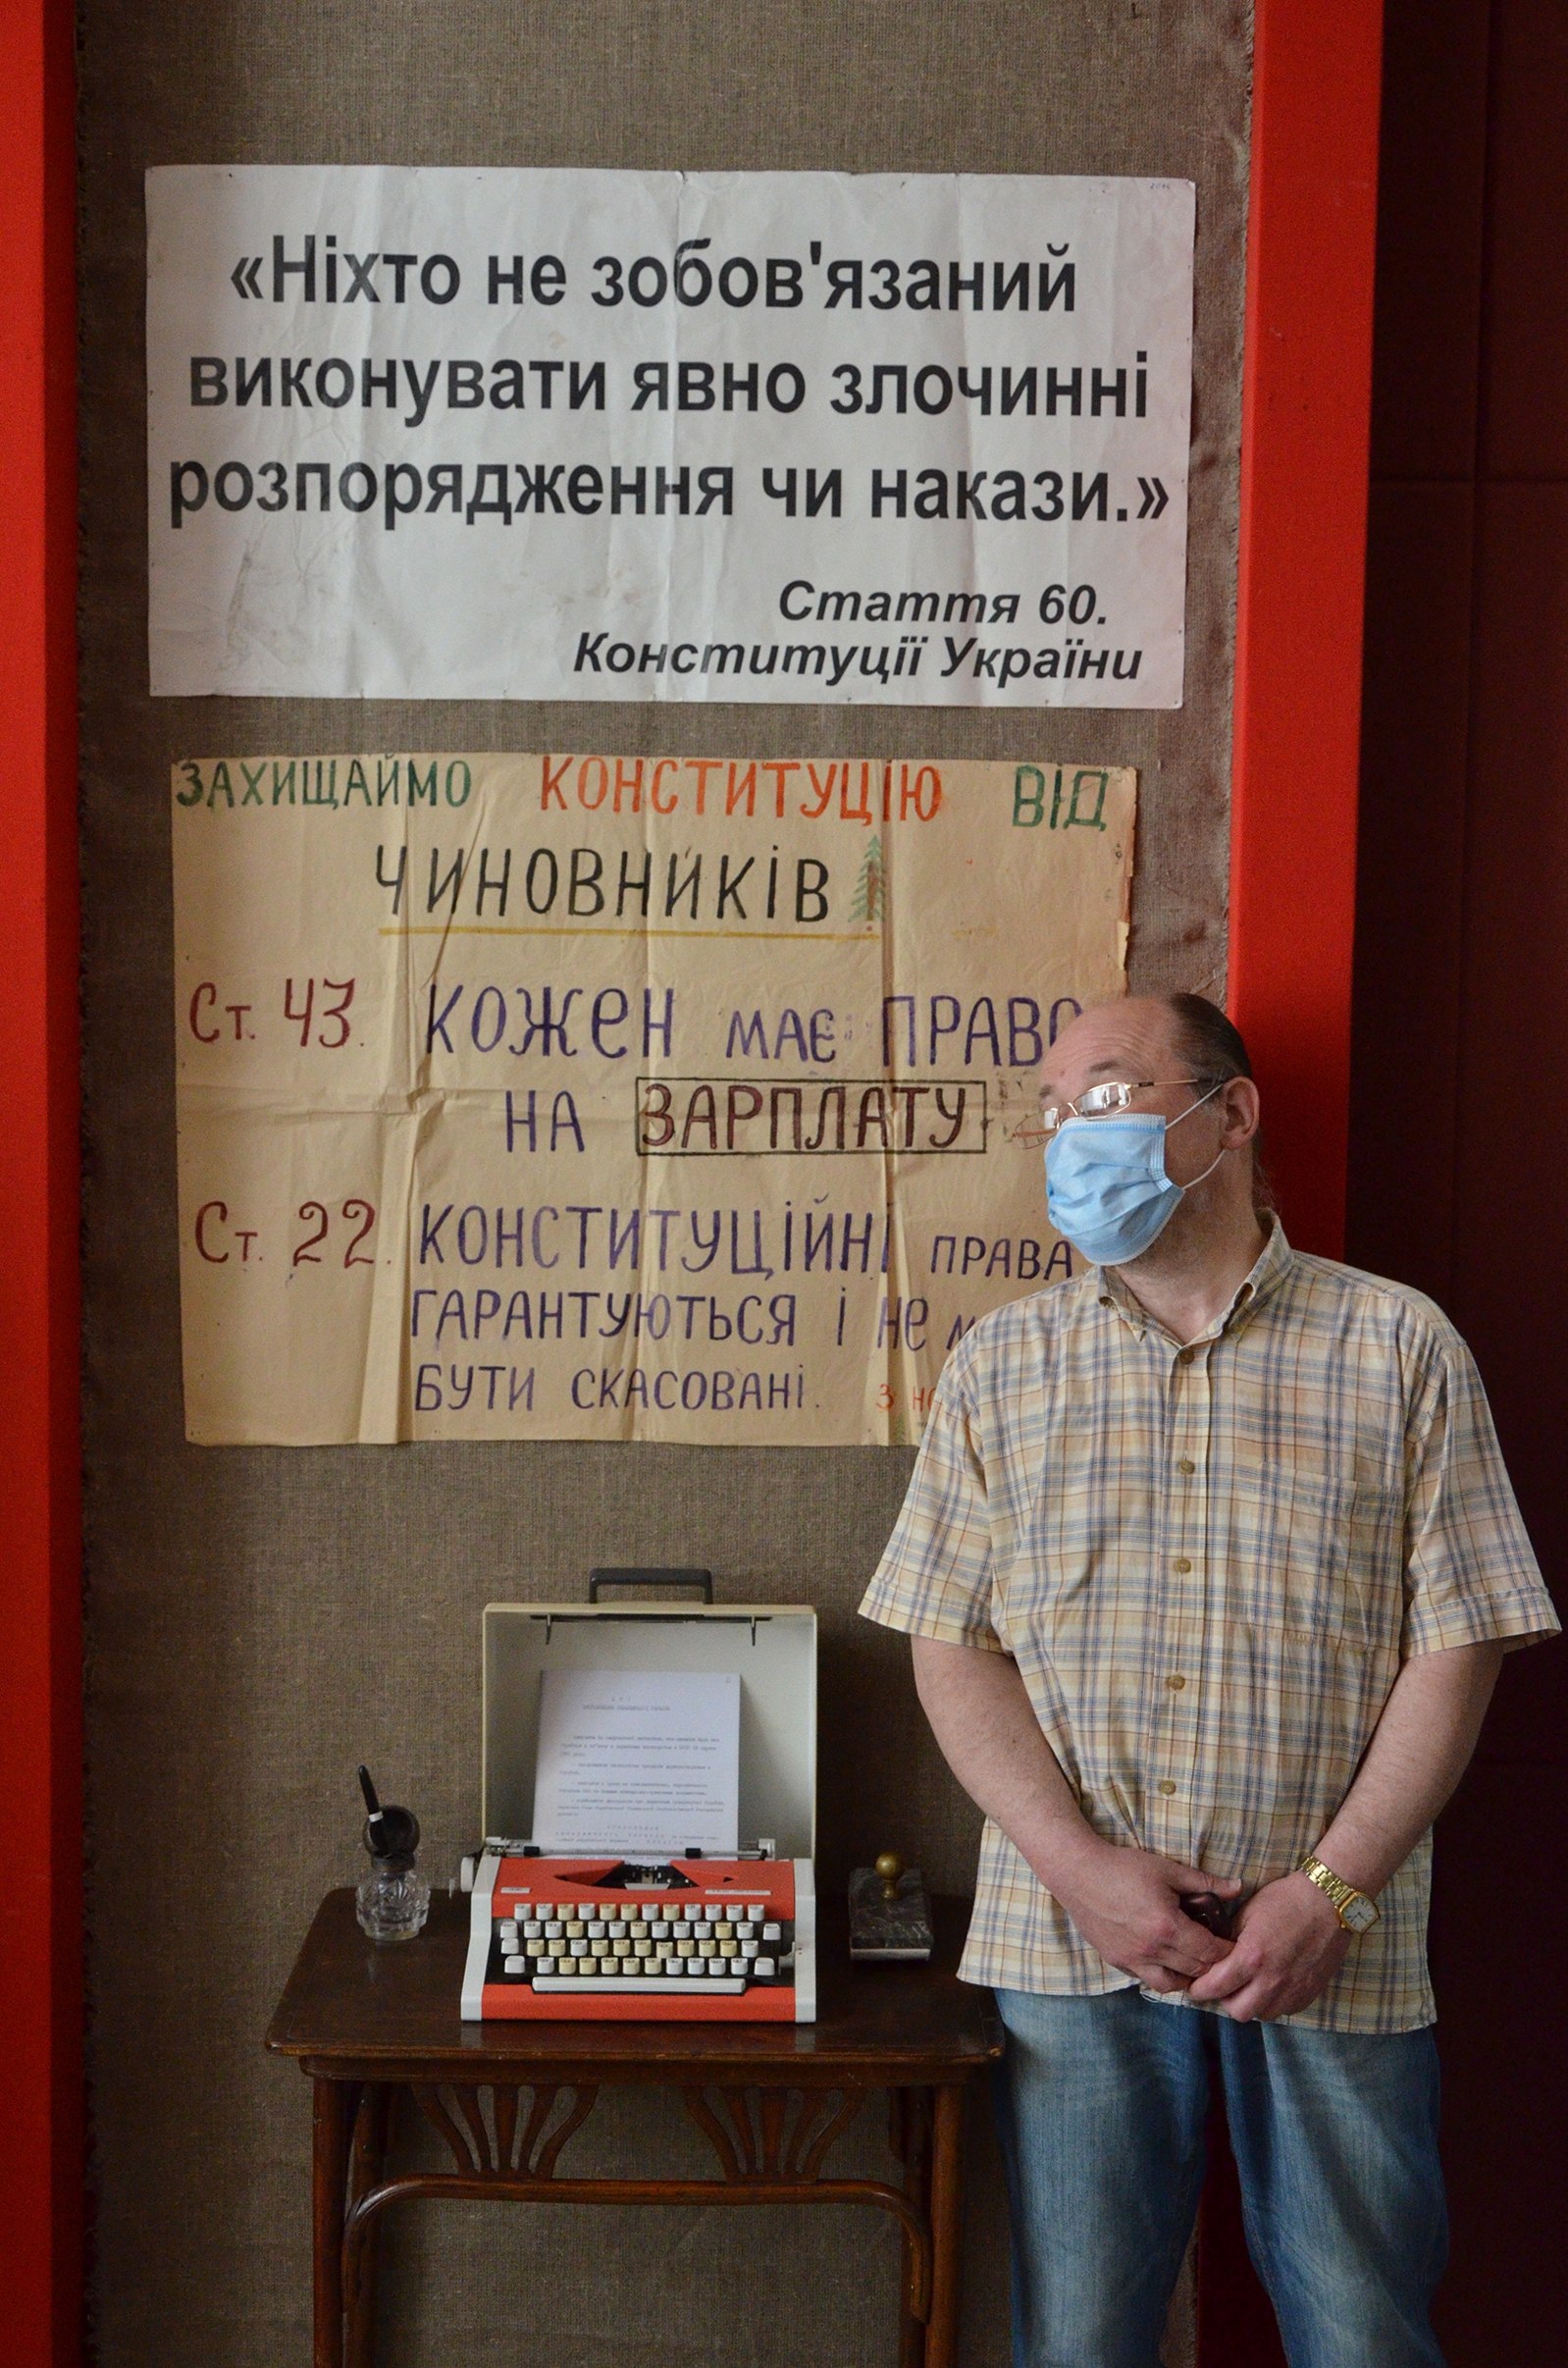 «Ніхто не зобов'язаний
виконувати явно злочинні
розпорядження чи накази.»
Стаття 60.
Конституції України
ЗАХИЩАЙМО КОНСТИТУЦІЮ ВІД
ЧИНОВНИКІВ!
Ст. 43. КОЖЕН МАЄ ПРАВО
НА ЗАРПЛАТУ
Ст. 22. КОНСТИТУЦІЙНІ ПРАВА
ГАРАНТУЮТЬСЯ І НЕ
БУТИ СКАСОВАНІ. З
АКТ